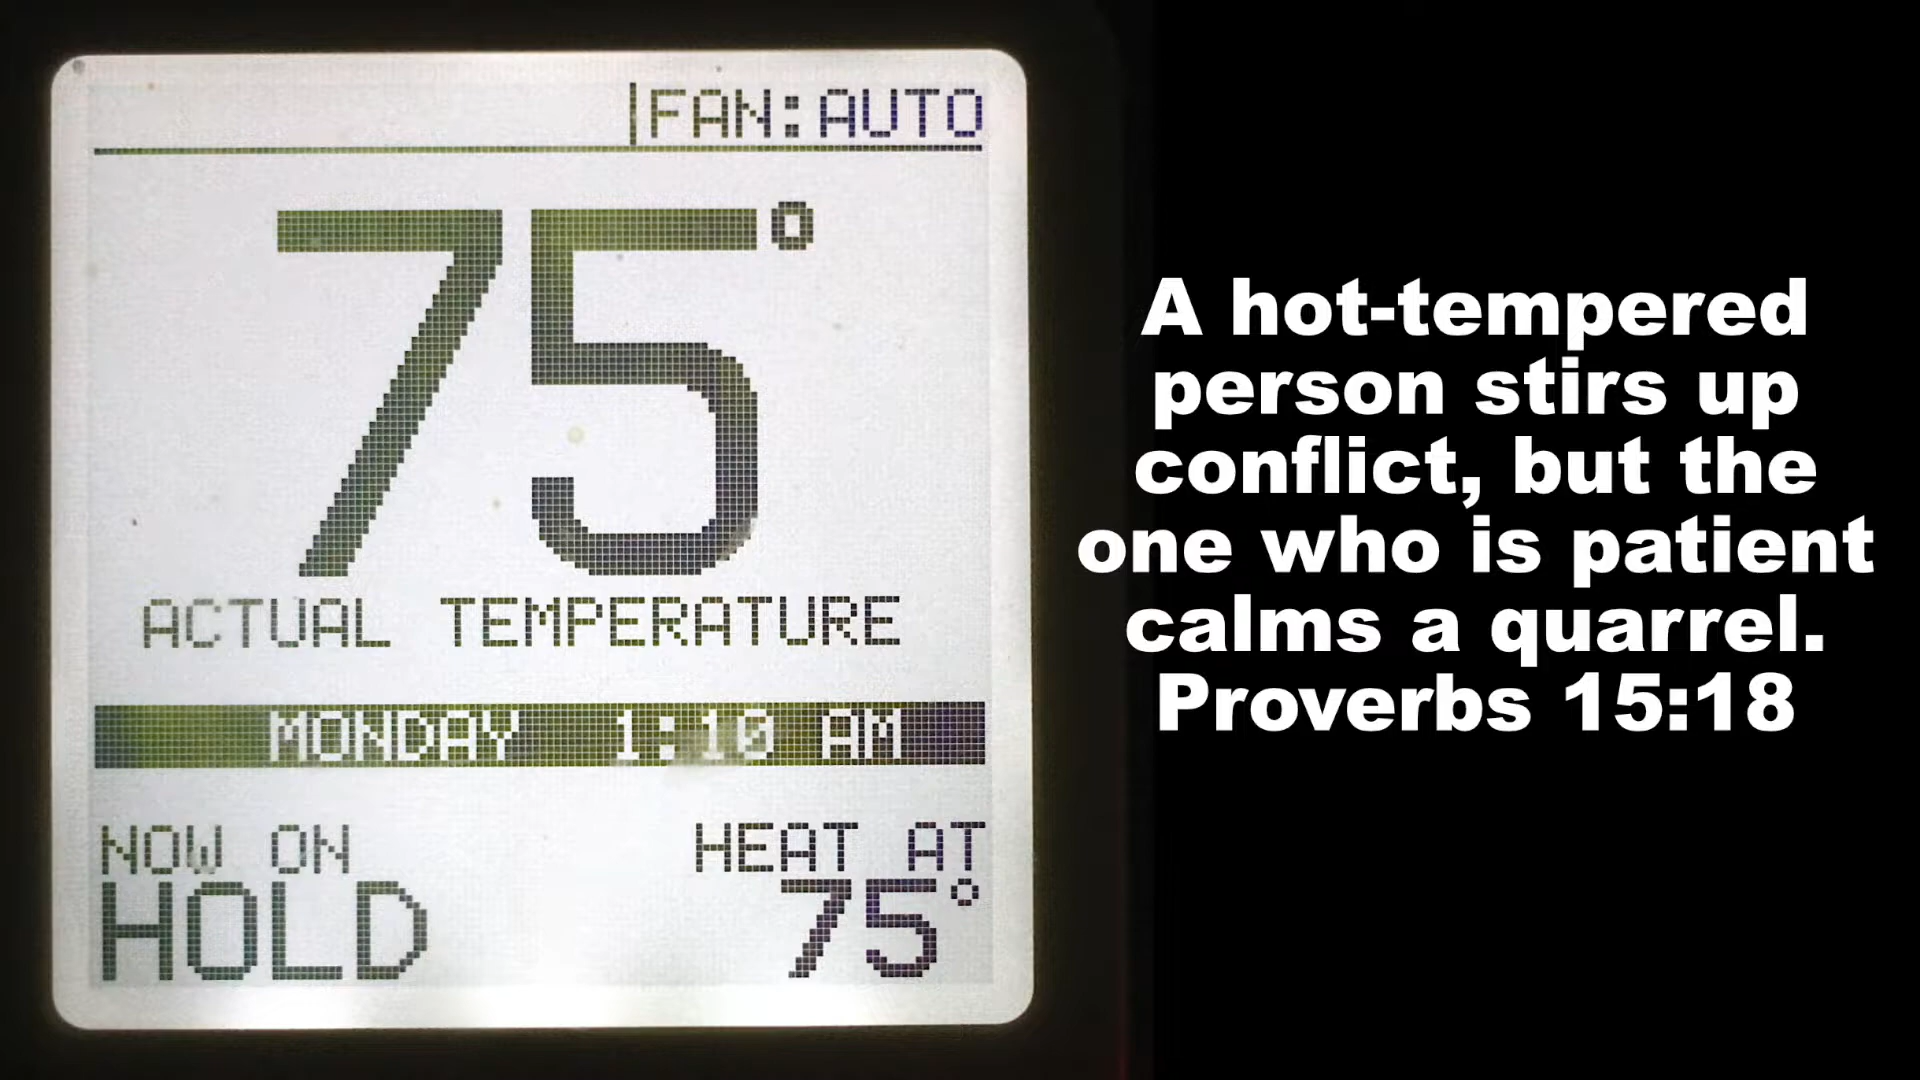 |FAN:AUTO
75°
ACTUAL TEMPERATURE
MONDAY 1:10 AM
NOW ON
HOLD
HEAT AT
75°
A hot-tempered
person stirs up
conflict, but the
one who is patient
calms a quarrel.
Proverbs 15:18